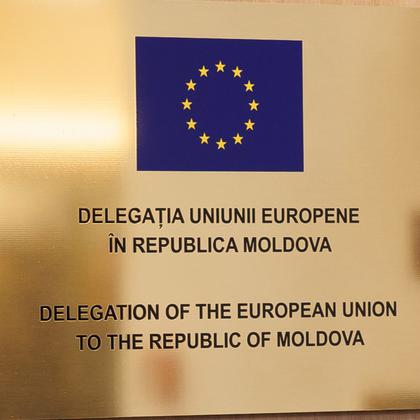 DELEGAȚIA UNIUNII EUROPENE
ÎN REPUBLICA MOLDOVA
DELEGATION OF THE EUROPEAN UNION
TO THE REPUBLIC OF MOLDOVA